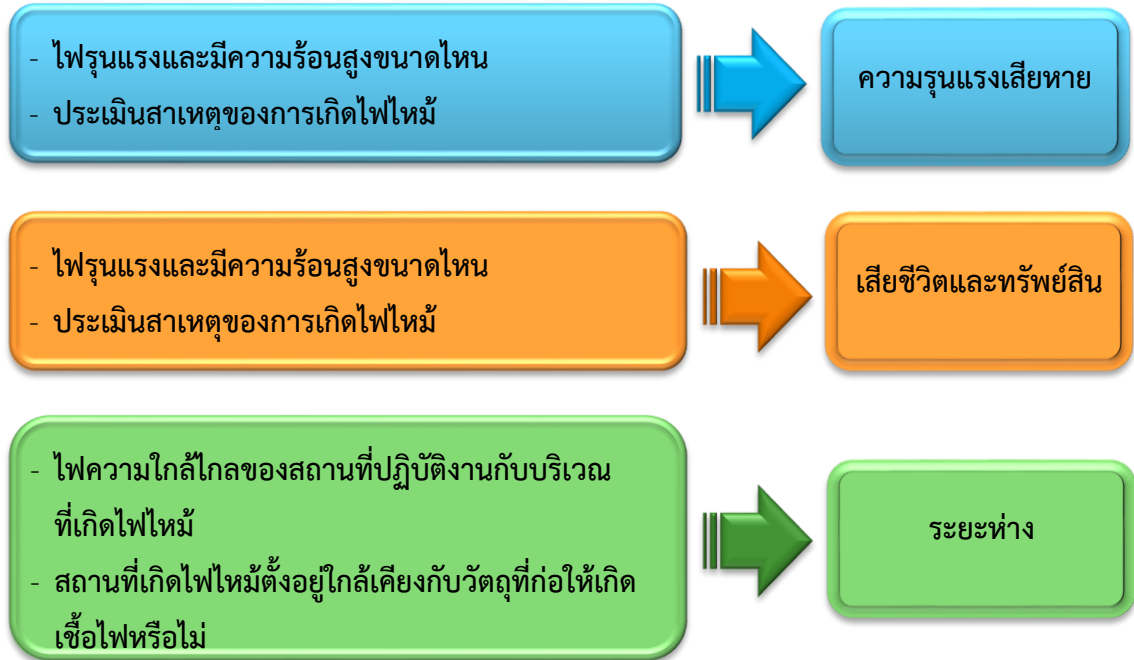 - ไฟรุนแรงและมีความร้อนสูงขนาดไหน
- ประเมินสาเหตุของการเกิดไฟไหม้
ความรุนแรงเสียหาย
- ไฟรุนแรงและมีความร้อนสูงขนาดไหน
- ประเมินสาเหตุของการเกิดไฟไหม้
เสียชีวิตและทรัพย์สิน
- ไฟความใกล้ไกลของสถานที่ปฏิบัติงานกับบริเวณ
ที่เกิดไฟไหม้
- สถานที่เกิดไฟไหม้ตั้งอยู่ใกล้เคียงกับวัตถุที่ก่อให้เกิด
เชื้อไฟหรือไม่
ระยะห่าง